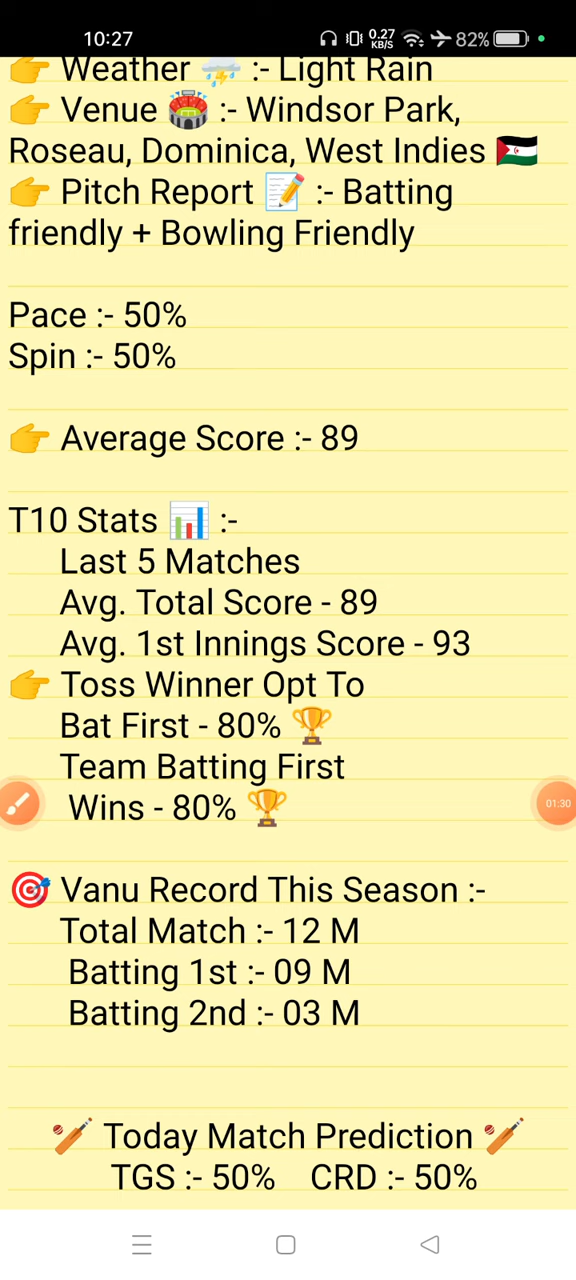 10:27 0.27 KB/S 82%
👉 Weather ⛈️ :- Light Rain
👉 Venue 🏟️ :- Windsor Park,
Roseau, Dominica, West Indies 🇪🇭
👉 Pitch Report 📝 :- Batting
friendly + Bowling Friendly
Pace :- 50%
Spin :- 50%
👉 Average Score :- 89
T10 Stats 📊 :-
Last 5 Matches
Avg. Total Score - 89
Avg. 1st Innings Score - 93
👉 Toss Winner Opt To
Bat First - 80% 🏆
Team Batting First
Wins - 80% 🏆
01:30
🎯 Vanu Record This Season :-
Total Match :- 12 M
Batting 1st :- 09 M
Batting 2nd :- 03 M
🏏 Today Match Prediction 🏏
TGS :- 50% CRD :- 50%